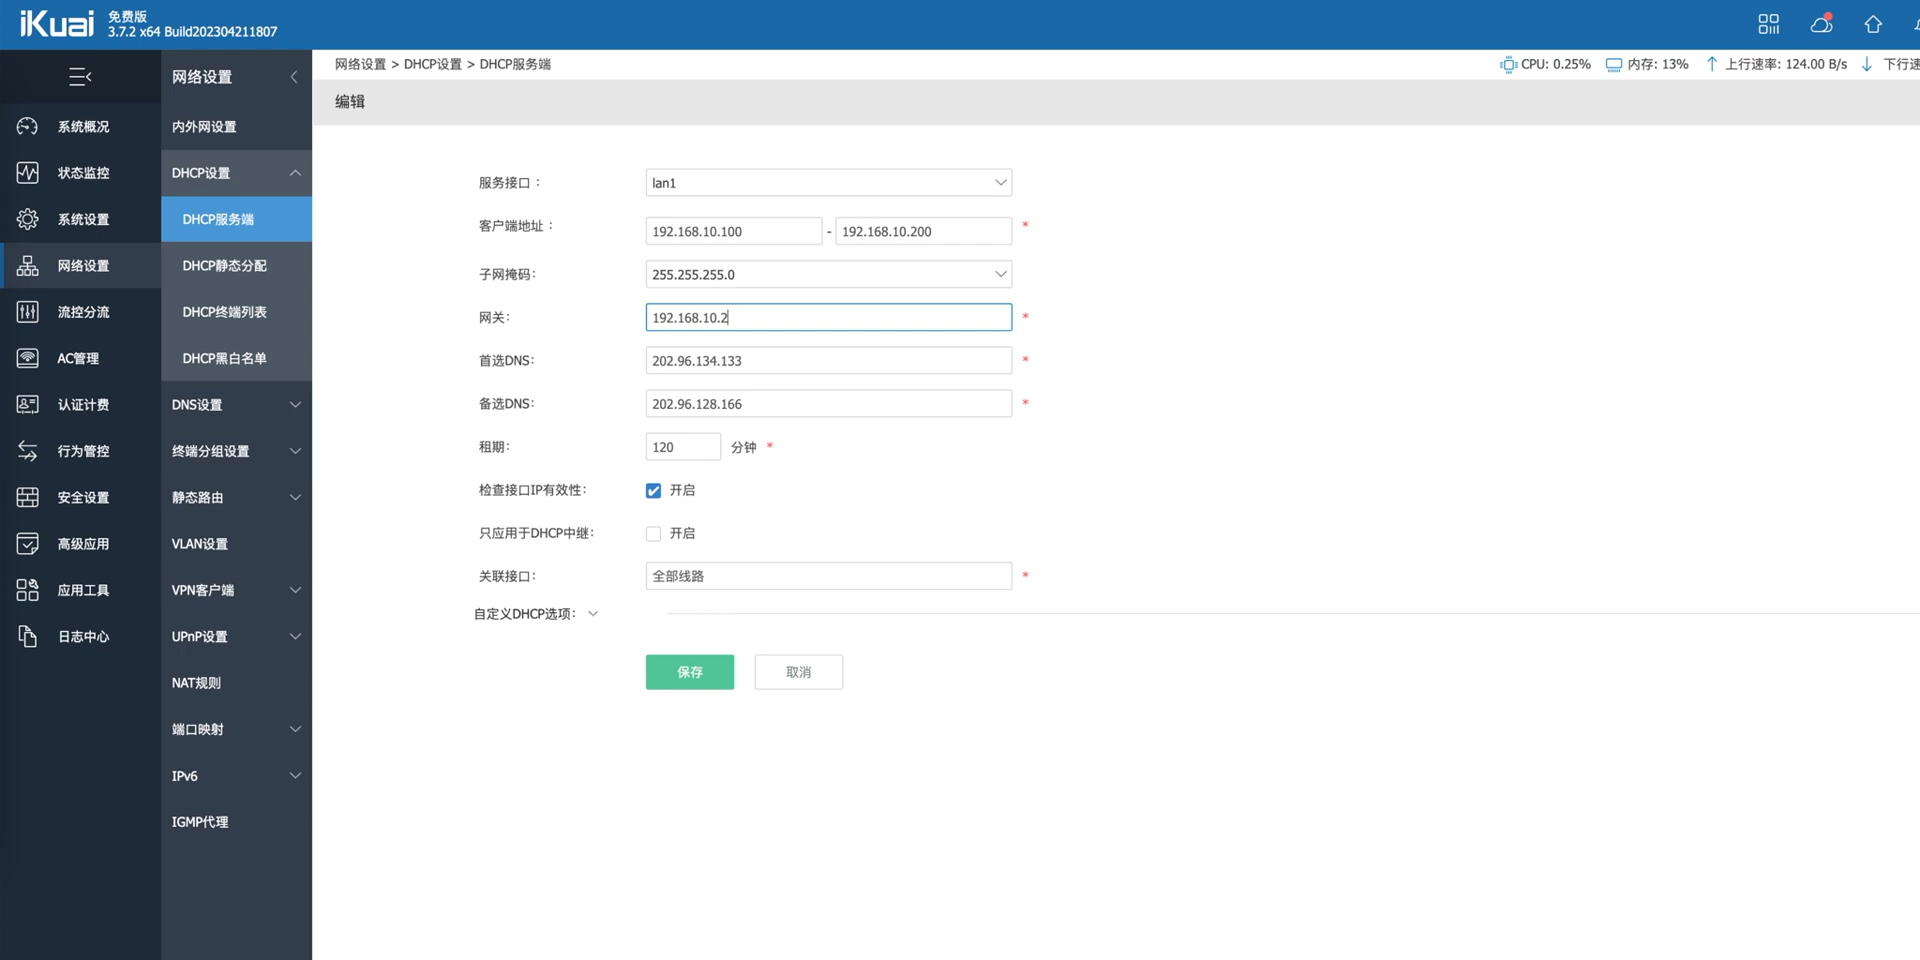 iKuai 免费版
3.7.2 x64 Build202304211807
网络设置
系统概况
状态监控
系统设置
网络设置
流控分流
AC管理
认证计费
行为管控
安全设置
高级应用
应用工具
日志中心
内外网设置
DHCP设置
DHCP服务端
DHCP静态分配
DHCP终端列表
DHCP黑白名单
DNS设置
终端分组设置
静态路由
VLAN设置
VPN客户端
UPnP设置
NAT规则
端口映射
IPv6
IGMP代理
网络设置 > DHCP设置 > DHCP服务端
CPU: 0.25% 内存: 13% 上行速率: 124.00 B/s 下行速
编辑
服务接口： lan1
客户端地址： 192.168.10.100 - 192.168.10.200 *
子网掩码: 255.255.255.0
网关: 192.168.10.2 *
首选DNS: 202.96.134.133 *
备选DNS: 202.96.128.166 *
租期: 120 分钟 *
检查接口IP有效性: 开启
只应用于DHCP中继: 开启
关联接口: 全部线路 *
自定义DHCP选项:
保存 取消